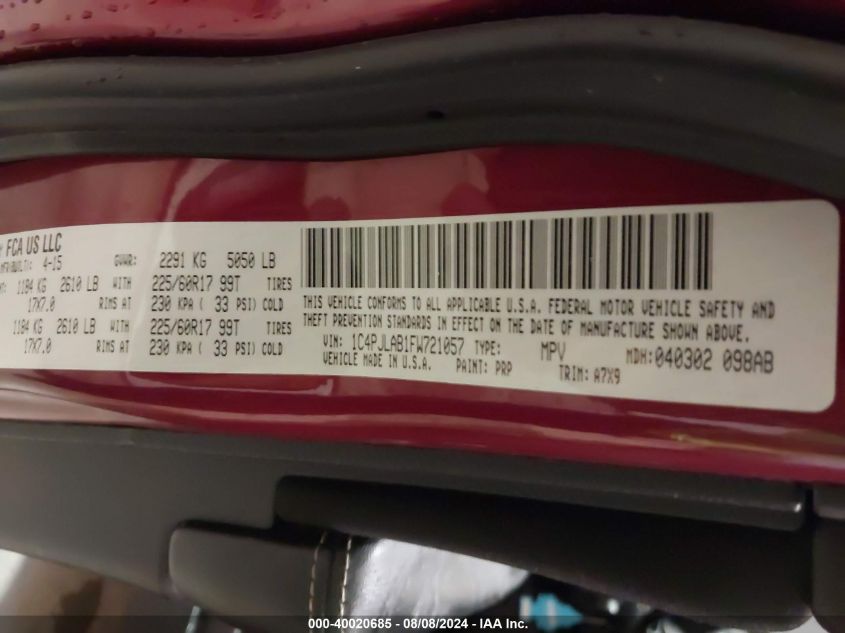 FCA US LLC
4-15 GVWR: 2291 KG 5050 LB
1184 KG 2610 LB WITH 225/60R17 99T TIRES
17X7.0 RIMS AT 230 KPA ( 33 PSI) COLD
1184 KG 2610 LB WITH 225/60R17 99T TIRES
17X7.0 RIMS AT 230 KPA ( 33 PSI) COLD
THIS VEHICLE CONFORMS TO ALL APPLICABLE U.S.A. FEDERAL MOTOR VEHICLE SAFETY AND
THEFT PREVENTION STANDARDS IN EFFECT ON THE DATE OF MANUFACTURE SHOWN ABOVE.
VIN: 1C4PJLAB1FW721057 TYPE: MPV MDH:040302 098AB
VEHICLE MADE IN U.S.A. PAINT: PRP TRIM: A7X9
000-40020685 - 08/08/2024 - IAA Inc.